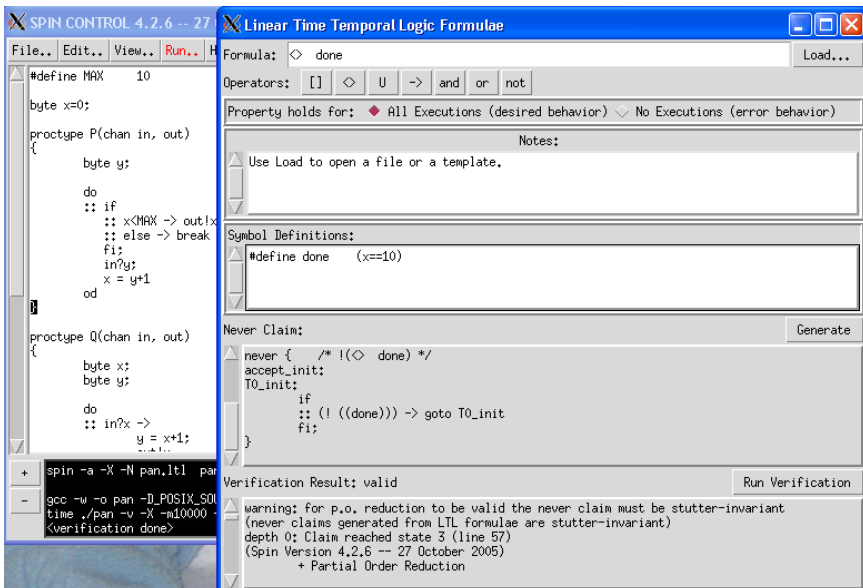 SPIN CONTROL 4.2.6 -- 27
File.. Edit.. View.. Run.. H
#define MAX 10
byte x=0;
proctype P(chan in, out)
{
byte y;
do
:: if
:: x<MAX -> out!x
:: else -> break
fi;
in?y;
x = y+1
od
}
proctype Q(chan in, out)
{
byte x;
byte y;
do
:: in?x ->
y = x+1;
+
-
spin -a -X -N pan.ltl pan
gcc -w -o pan -D_POSIX_SOU
time ./pan -v -X -m10000 -
<verification done>
Linear Time Temporal Logic Formulae
Formula: <> done Load...
Operators: [] <> U -> and or not
Property holds for: All Executions (desired behavior) No Executions (error behavior)
Notes:
Use Load to open a file or a template.
Symbol Definitions:
#define done (x==10)
Never Claim: Generate
never { /* !(<> done) */
accept_init:
T0_init:
if
:: (! ((done))) -> goto T0_init
fi;
}
Verification Result: valid Run Verification
warning: for p.o. reduction to be valid the never claim must be stutter-invariant
(never claims generated from LTL formulae are stutter-invariant)
depth 0: Claim reached state 3 (line 57)
(Spin Version 4.2.6 -- 27 October 2005)
+ Partial Order Reduction